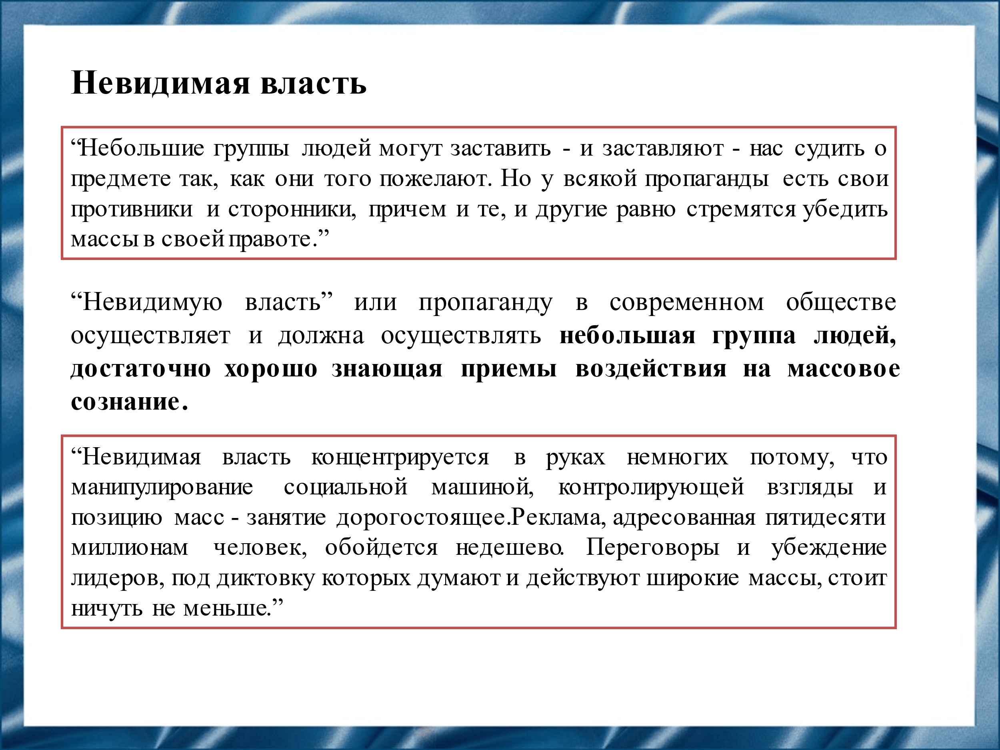 Невидимая власть
“Небольшие группы людей могут заставить - и заставляют - нас судить о
предмете так, как они того пожелают. Но у всякой пропаганды есть свои
противники и сторонники, причем и те, и другие равно стремятся убедить
массы в своей правоте.”
“Невидимую власть” или пропаганду в современном обществе
осуществляет и должна осуществлять небольшая группа людей,
достаточно хорошо знающая приемы воздействия на массовое
сознание.
“Невидимая власть концентрируется в руках немногих потому, что
манипулирование социальной машиной, контролирующей взгляды и
позицию масс - занятие дорогостоящее.Реклама, адресованная пятидесяти
миллионам человек, обойдется недешево. Переговоры и убеждение
лидеров, под диктовку которых думают и действуют широкие массы, стоит
ничуть не меньше.”